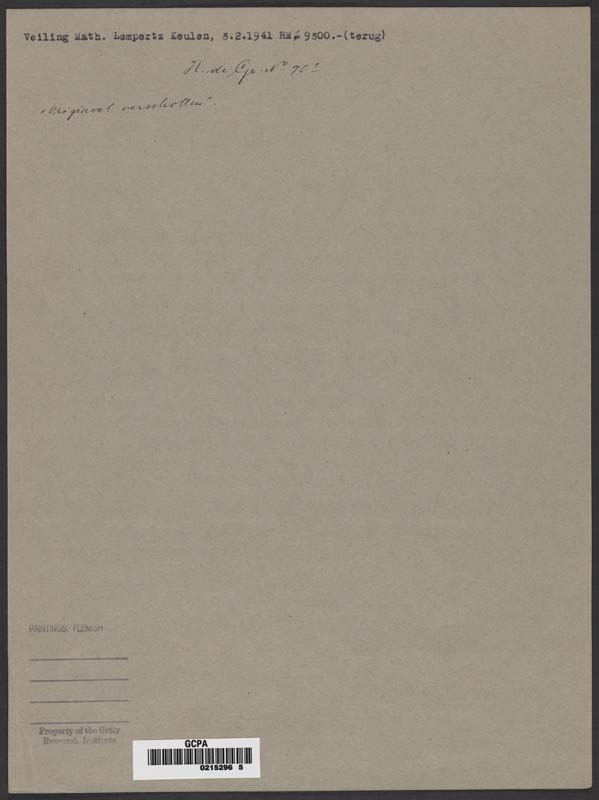 Veiling Math. Lempertz Keulen, 5.2.1941 RM 9500.-(terug)
H. de Gr. N° 70
"Origineel verschollen".
PAINTINGS: FLEMISH
Property of the Getty
Research Institute
GCPA
0215296 5